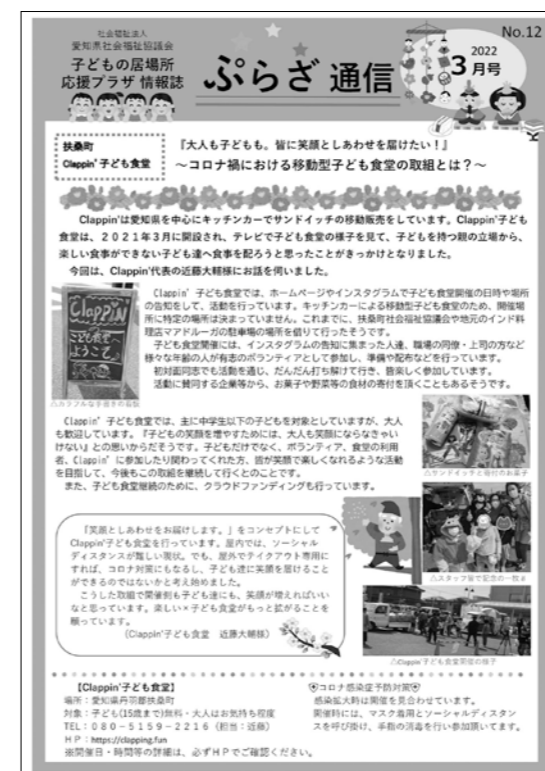 社会福祉法人
愛知県社会福祉協議会
子どもの居場所
応援プラザ 情報誌
ぷらざ 通信
No.12
2022
3月号
扶桑町
Clappin'子ども食堂
『大人も子どもも。皆に笑顔としあわせを届けたい！』
～コロナ禍における移動型子ども食堂の取組とは？～
Clappin'は愛知県を中心にキッチンカーでサンドイッチの移動販売をしています。Clappin'子ども
食堂は、２０２１年３月に開設され、テレビで子ども食堂の様子を見て、子どもを持つ親の立場から、
楽しい食事ができない子ども達へ食事を配ろうと思ったことがきっかけとなりました。
今回は、Clappin'代表の近藤大輔様にお話を伺いました。
Clappin' 子ども食堂では、ホームページやインスタグラムで子ども食堂開催の日時や場所
の告知をして、活動を行っています。キッチンカーによる移動型子ども食堂のため、開催場
所に特定の場所は決まっていません。これまでに、扶桑町社会福祉協議会や地元のインド料
理店マアドルーガの駐車場の場所を借りて行ったそうです。
子ども食堂開催には、インスタグラムの告知に集まった人達、職場の同僚・上司の方など
様々な年齢の人が有志のボランティアとして参加し、準備や配布などを行っています。
初対面同志でも活動を通じ、だんだん打ち解けて行き、皆楽しく参加しています。
活動に賛同する企業等から、お菓子や野菜等の食材の寄付を頂くこともあるそうです。
Clappin
こども食堂へ
ようこそ
△カラフルな手書きの看板
Clappin' 子ども食堂では、主に中学生以下の子どもを対象としていますが、大人
も歓迎しています。『子どもの笑顔を増やすためには、大人も笑顔にならなきゃい
けない』との思いからだそうです。子どもだけでなく、ボランティア、食堂の利用
者、Clappin' に参加したり関わってくれた方、皆が笑顔で楽しくなれるような活動
を目指して、今後もこの取組を継続して行くとのことです。
また、子ども食堂継続のために、クラウドファンディングも行っています。
△サンドイッチと寄付のお菓子
『笑顔としあわせをお届けします。』をコンセプトにして
Clappin'子ども食堂を行っています。屋内では、ソーシャル
ディスタンスが難しい現状。でも、屋外でテイクアウト専用に
すれば、コロナ対策にもなるし、子ども達に笑顔を届けること
ができるのではないかと考え始めました。
こうした取組で開催側も子ども達にも、笑顔が増えればいい
なと思っています。楽しい×子ども食堂がもっと拡がることを
願っています。
（Clappin'子ども食堂 近藤大輔様）
△スタッフ皆で記念の一枚♬
△Clappin'子ども食堂開催の様子
【Clappin'子ども食堂】
場所：愛知県丹羽郡扶桑町
対象：子ども(15歳まで)無料・大人はお気持ち程度
TEL：０８０－５１５９－２２１６（担当：近藤）
HP：https://clapping.fun
※開催日・時間等の詳細は、必ずHPでご確認ください。
コロナ感染症予防対策
感染拡大時は開催を見合わせています。
開催時には、マスク着用とソーシャルディスタン
スを呼び掛け、手指の消毒を行い参加頂いてます。